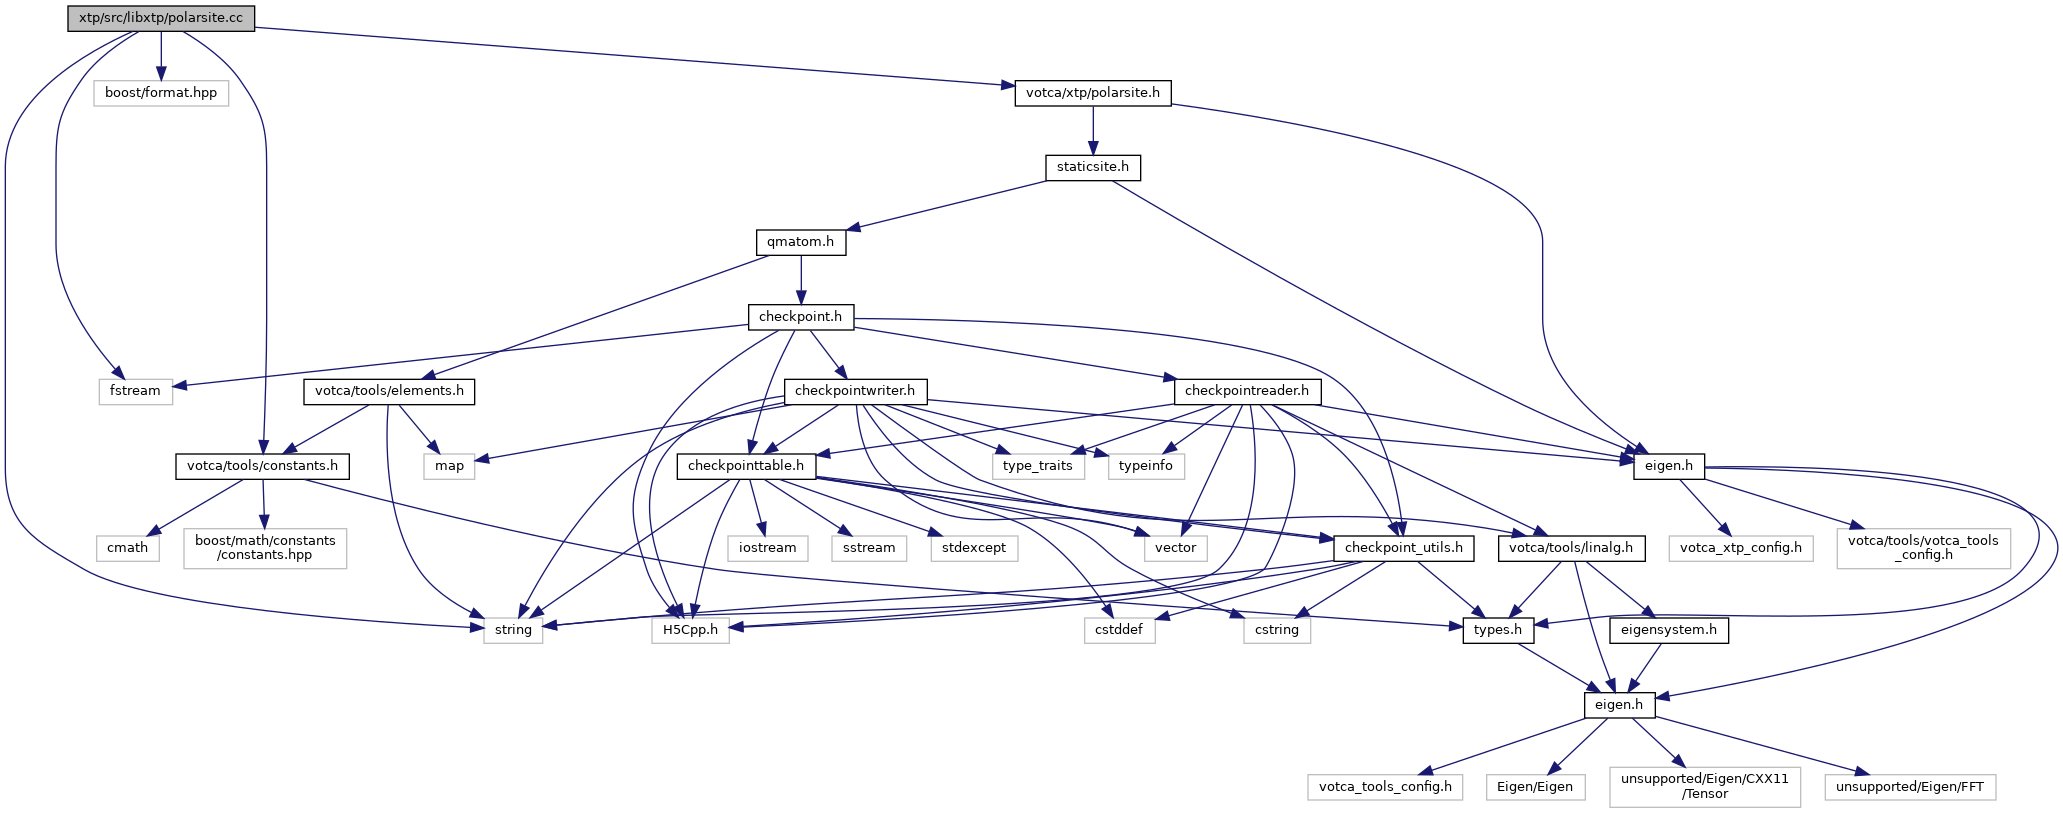 xtp/src/libxtp/polarsite.cc
boost/format.hpp
votca/xtp/polarsite.h
staticsite.h
qmatom.h
checkpoint.h
fstream
votca/tools/elements.h
checkpointwriter.h
checkpointreader.h
votca/tools/constants.h
map
checkpointtable.h
type_traits
typeinfo
eigen.h
cmath
boost/math/constants
/constants.hpp
iostream
sstream
stdexcept
vector
checkpoint_utils.h
votca/tools/linalg.h
votca_xtp_config.h
votca/tools/votca_tools
_config.h
string
H5Cpp.h
cstddef
cstring
types.h
eigensystem.h
eigen.h
votca_tools_config.h
Eigen/Eigen
unsupported/Eigen/CXX11
/Tensor
unsupported/Eigen/FFT